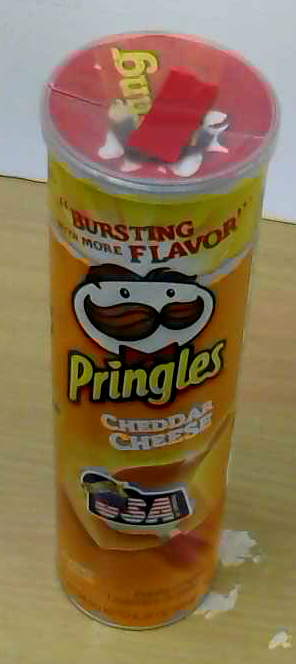 "BURSTING
WITH MORE FLAVOR"
Pringles
CHEDDAR
CHEESE
USA!